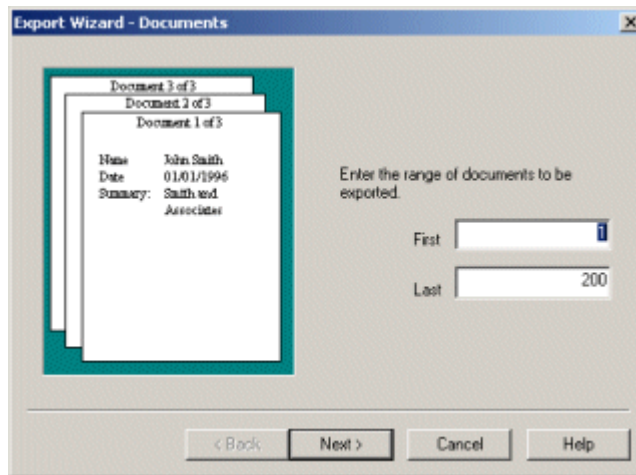 Export Wizard - Documents
Document 3 of 3
Document 2 of 3
Document 1 of 3
Name John Smith
Date 01/01/1996
Summary: Smith and
Associates
Enter the range of documents to be
exported.
First 1
Last 200
< Back Next > Cancel Help